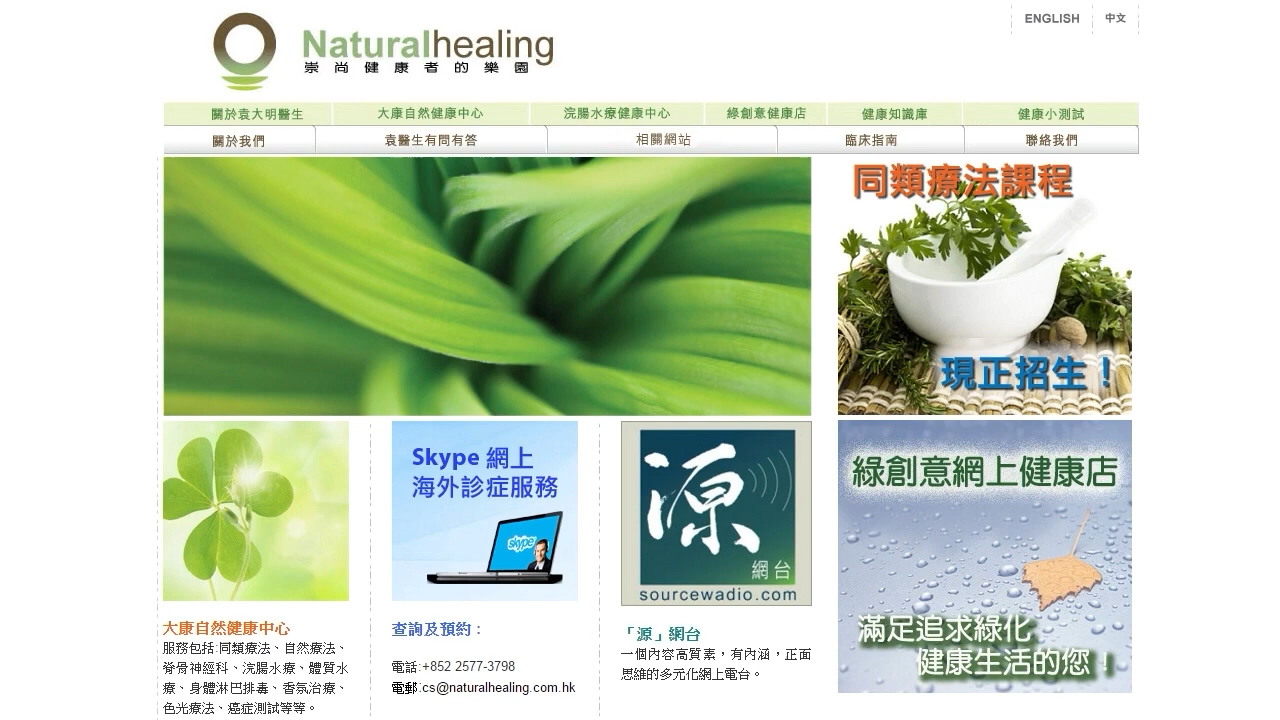 ENGLISH
中文
Naturalhealing
崇尚健康者的樂園
關於袁大明醫生
大康自然健康中心
浣腸水療健康中心
綠創意健康店
健康知識庫
健康小測試
關於我們
袁醫生有問有答
相關網站
臨床指南
聯絡我們
同類療法課程
現正招生！
Skype 網上
海外診症服務
skype
源
網台
sourcewadio.com
綠創意網上健康店
滿足追求綠化
健康生活的您！
大康自然健康中心
服務包括:同類療法、自然療法、
脊骨神經科、浣腸水療、體質水
療、身體淋巴排毒、香氛治療、
色光療法、癌症測試等等。
查詢及預約：
電話:+852 2577-3798
電郵:cs@naturalhealing.com.hk
「源」網台
一個內容高質素，有內涵，正面
思維的多元化網上電台。